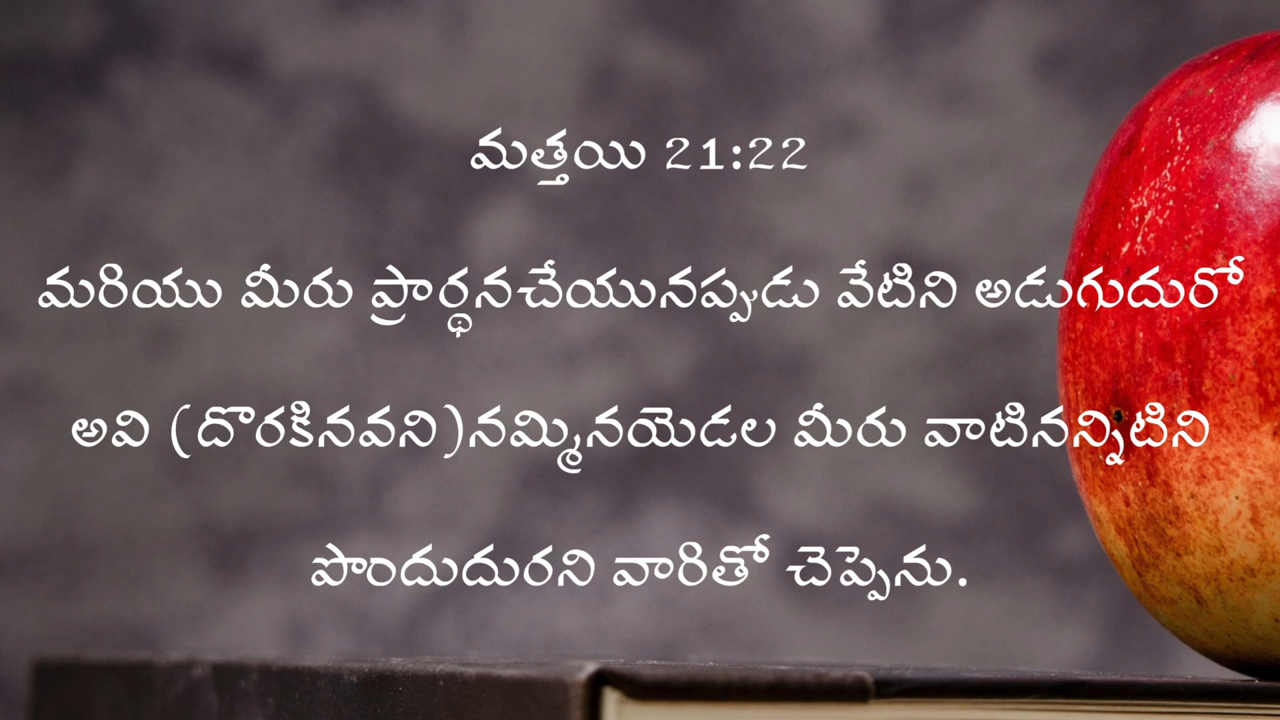 మత్తయి 21:22
మరియు మీరు ప్రార్థనచేయునప్పుడు వేటిని అడుగుదురో
అవి (దొరకినవని)నమ్మినయెడల మీరు వాటినన్నిటిని
పొందుదురని వారితో చెప్పెను.